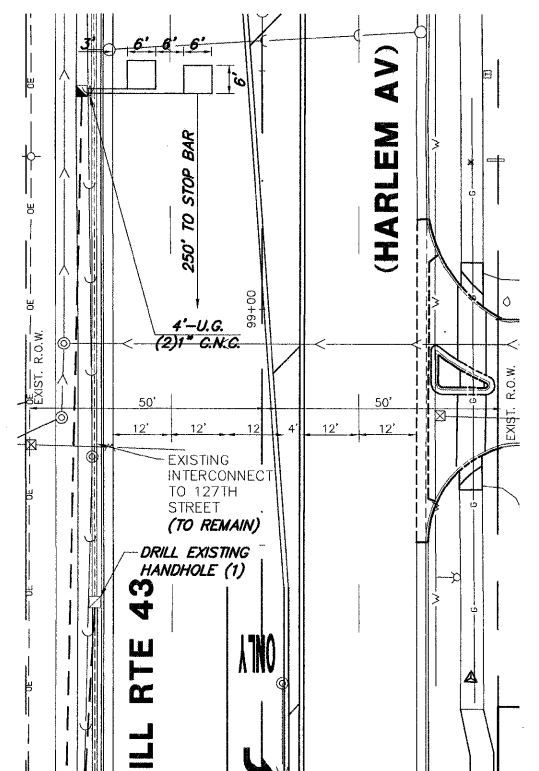 3'
6'
6'
6'
6'
OE
(HARLEM AV)
W
OE
G
250' TO STOP BAR
99+00
4'-U.G.
(2)1" G.N.C.
W
G
EXIST. R.O.W.
OE
EXIST. R.O.W.
50'
50'
12'
12'
12'
4'
12'
12'
EXISTING
INTERCONNECT
TO 127TH
STREET
(TO REMAIN)
OE
W
DRILL EXISTING
HANDHOLE (1)
W
G
OE
ILL RTE 43
ONLY
G
OE